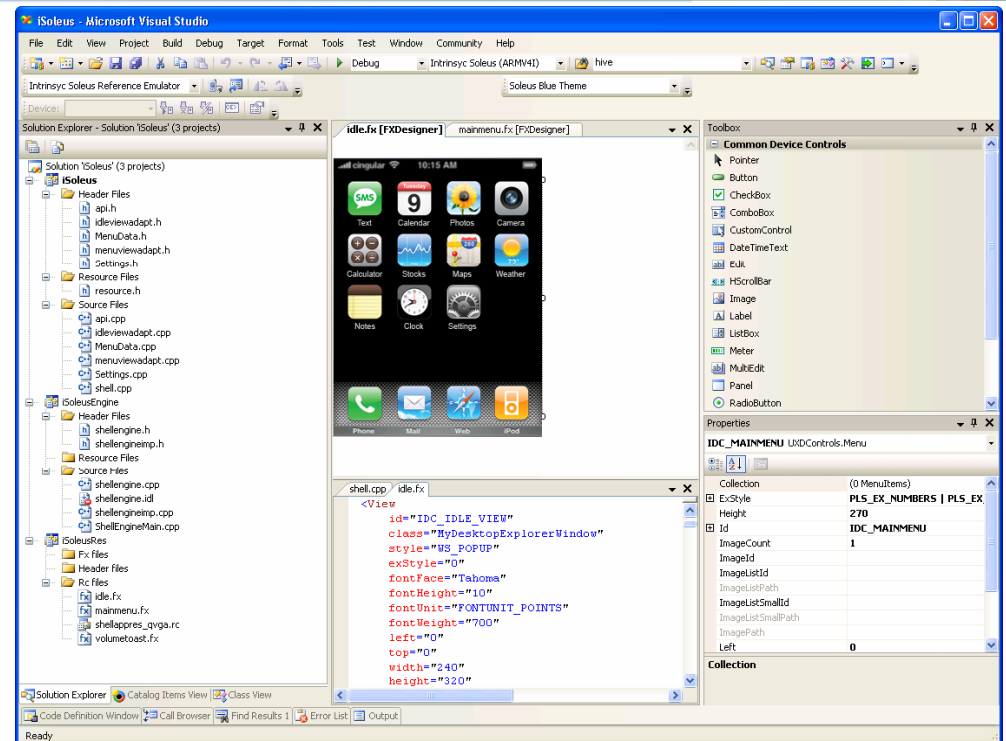 iSoleus - Microsoft Visual Studio
File Edit View Project Build Debug Target Format Tools Test Window Community Help
Debug Intrinsyc Soleus (ARMV4I) hive
Intrinsyc Soleus Reference Emulator Soleus Blue Theme
Device:
Solution Explorer - Solution 'iSoleus' (3 projects)
Solution 'iSoleus' (3 projects)
iSoleus
Header Files
api.h
idleviewadapt.h
MenuData.h
menuviewadapt.h
Settings.h
Resource Files
resource.h
Source Files
api.cpp
idleviewadapt.cpp
MenuData.cpp
menuviewadapt.cpp
Settings.cpp
shell.cpp
iSoleusEngine
Header Files
shellengine.h
shellengineimp.h
Resource Files
Source Files
shellengine.cpp
shellengine.idl
shellengineimp.cpp
ShellEngineMain.cpp
iSoleusRes
Fx files
Header files
Rc files
idle.fx
mainmenu.fx
shellappres_qvga.rc
volumetoast.fx
Solution Explorer Catalog Items View Class View
idle.fx [FXDesigner] mainmenu.fx [FXDesigner]
cingular 10:15 AM
SMS Tuesday 9 280 73°
Text Calendar Photos Camera
Calculator Stocks Maps Weather
Notes Clock Settings
Phone Mail Web iPod
shell.cpp idle.fx
<View
id="IDC_IDLE_VIEW"
class="MyDesktopExplorerWindow"
style="WS_POPUP"
exStyle="0"
fontFace="Tahoma"
fontHeight="10"
fontUnit="FONTUNIT_POINTS"
fontWeight="700"
left="0"
top="0"
width="240"
height="320"
Toolbox
Common Device Controls
Pointer
Button
CheckBox
ComboBox
CustomControl
DateTimeText
Edit
HScrollBar
Image
Label
ListBox
Meter
MultiEdit
Panel
RadioButton
Properties
IDC_MAINMENU UXDControls.Menu
Collection (0 MenuItems)
ExStyle PLS_EX_NUMBERS | PLS_EX_
Height 270
Id IDC_MAINMENU
ImageCount 1
ImageId
ImageListId
ImageListPath
ImageListSmallId
ImageListSmallPath
ImagePath
Left 0
Collection
Code Definition Window Call Browser Find Results 1 Error List Output
Ready